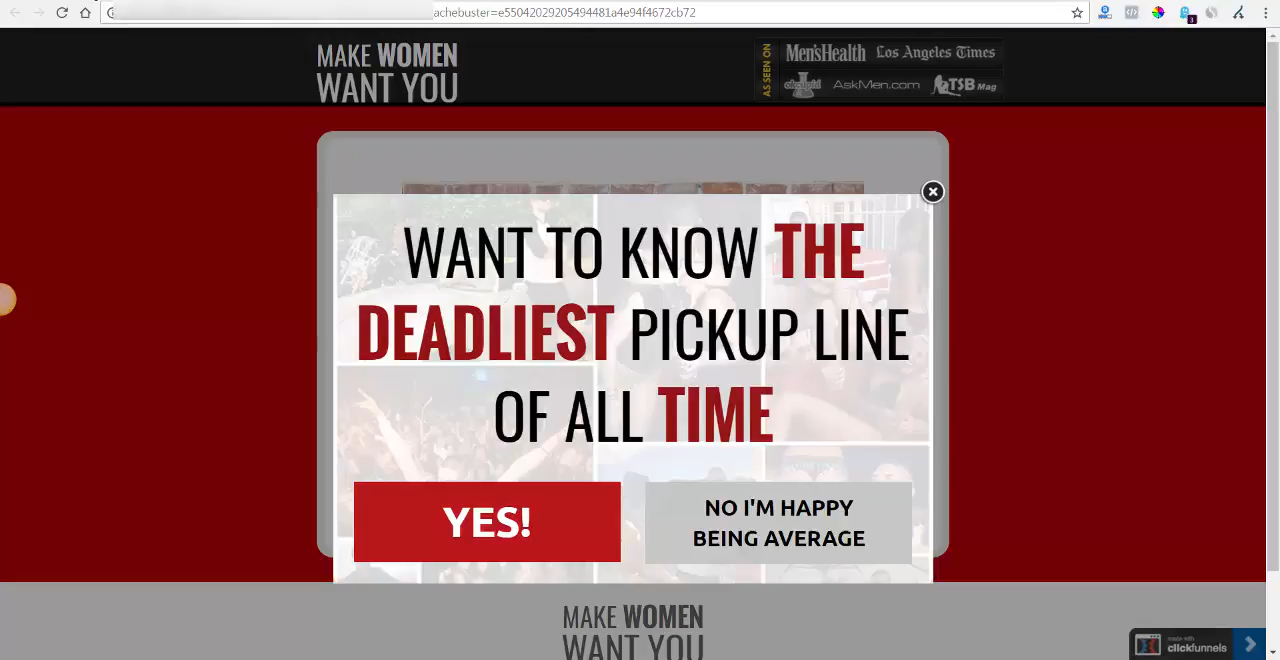 achebuster=e55042029205494481a4e94f4672cb72
3
MAKE WOMEN
WANT YOU
AS SEEN ON
Men'sHealth
Los Angeles Times
okcupid
AskMen.com
TSB Mag
WANT TO KNOW THE
DEADLIEST PICKUP LINE
OF ALL TIME
YES!
NO I'M HAPPY
BEING AVERAGE
MAKE WOMEN
WANT YOU
made with
clickfunnels